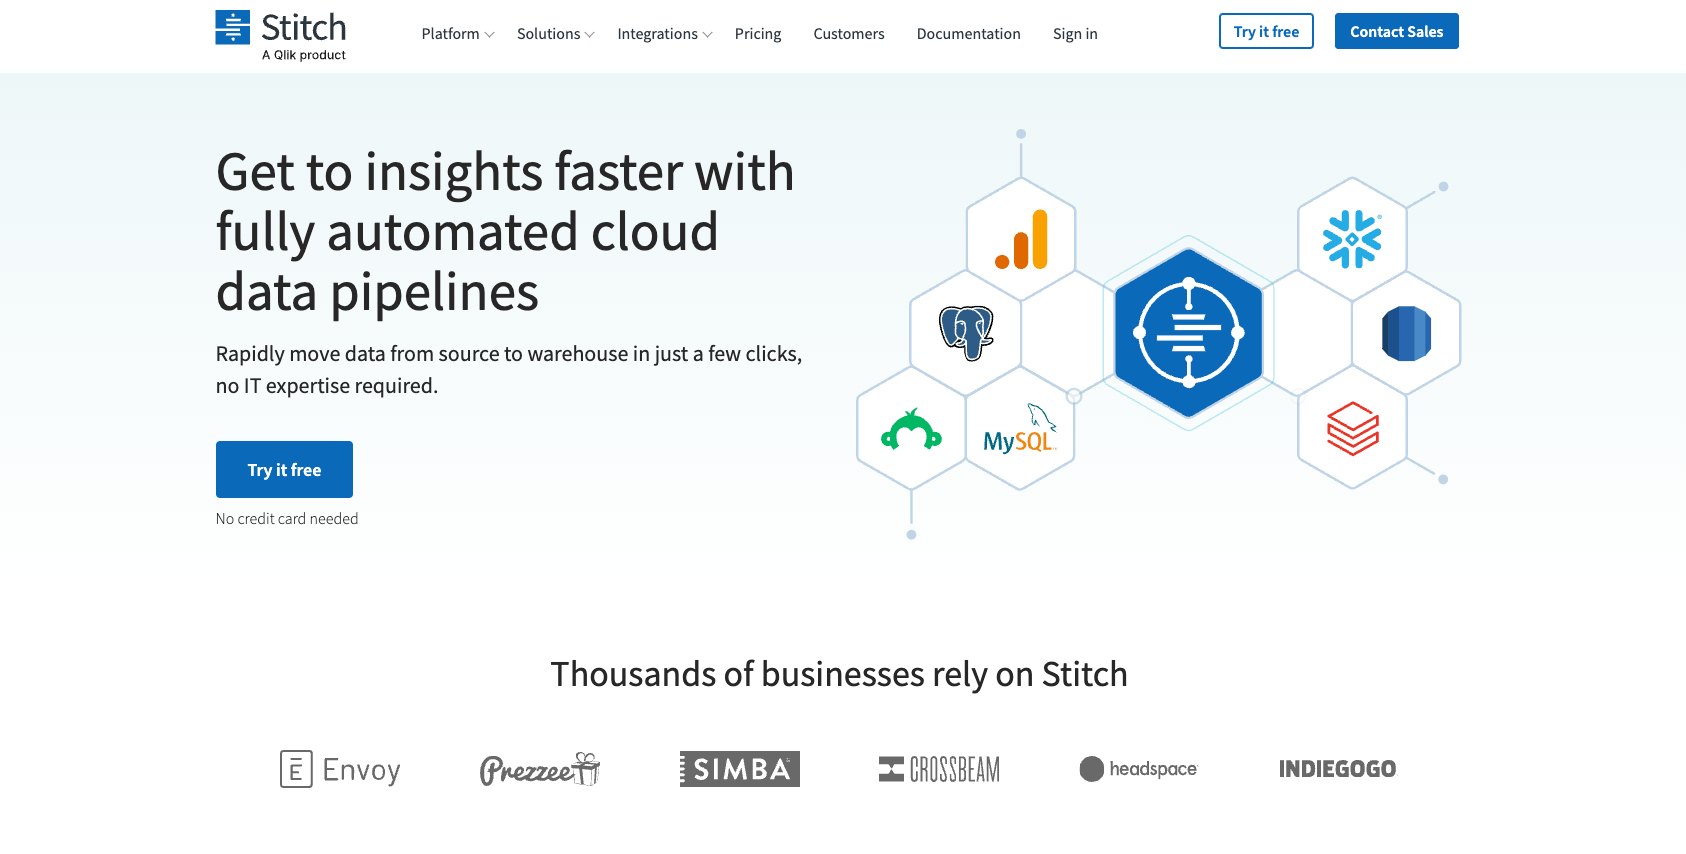 Stitch
A Qlik product
Platform
Solutions
Integrations
Pricing
Customers
Documentation
Sign in
Try it free
Contact Sales
Get to insights faster with
fully automated cloud
data pipelines
Rapidly move data from source to warehouse in just a few clicks,
no IT expertise required.
Try it free
No credit card needed
MySQL
Thousands of businesses rely on Stitch
E Envoy
Prezzee
SIMBA
CROSSBEAM
headspace
INDIEGOGO